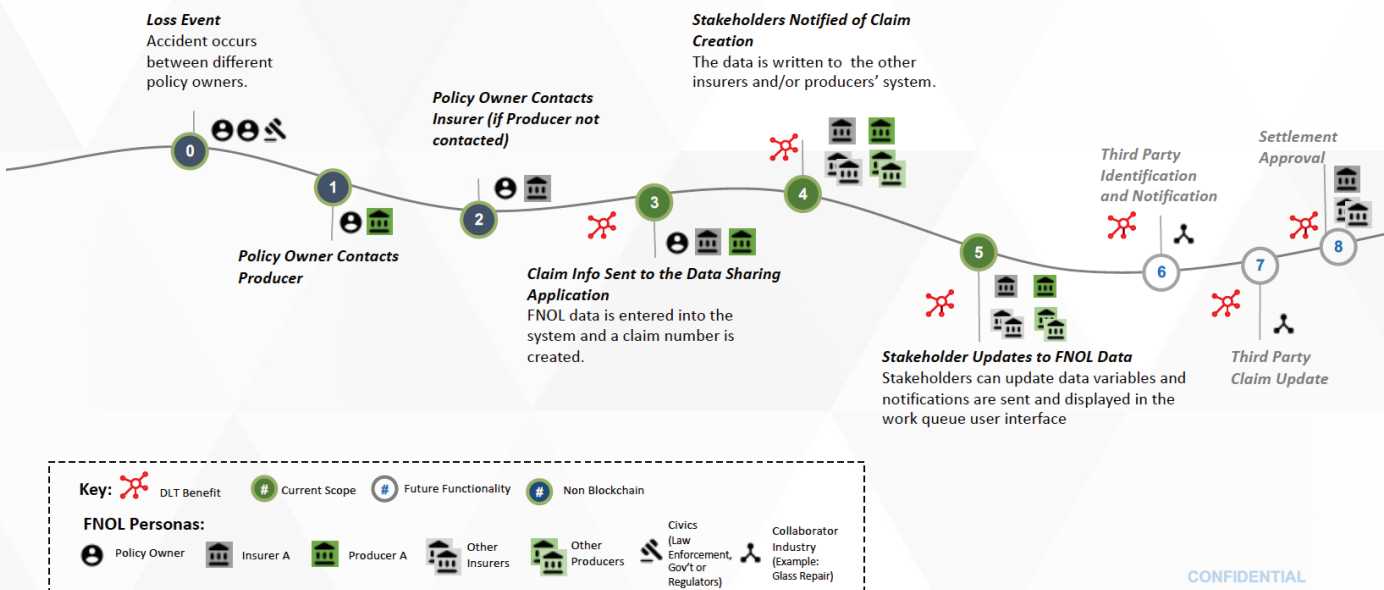 Loss Event
Accident occurs
between different
policy owners.
0
1
Policy Owner Contacts
Producer
Policy Owner Contacts
Insurer (if Producer not
contacted)
2
3
Claim Info Sent to the Data Sharing
Application
FNOL data is entered into the
system and a claim number is
created.
Stakeholders Notified of Claim
Creation
The data is written to the other
insurers and/or producers’ system.
4
5
Stakeholder Updates to FNOL Data
Stakeholders can update data variables and
notifications are sent and displayed in the
work queue user interface
Third Party
Identification
and Notification
6
7
Third Party
Claim Update
Settlement
Approval
8
Key:
DLT Benefit
#
Current Scope
#
Future Functionality
#
Non Blockchain
FNOL Personas:
Policy Owner
Insurer A
Producer A
Other
Insurers
Other
Producers
Civics
(Law
Enforcement,
Gov’t or
Regulators)
Collaborator
Industry
(Example:
Glass Repair)
CONFIDENTIAL